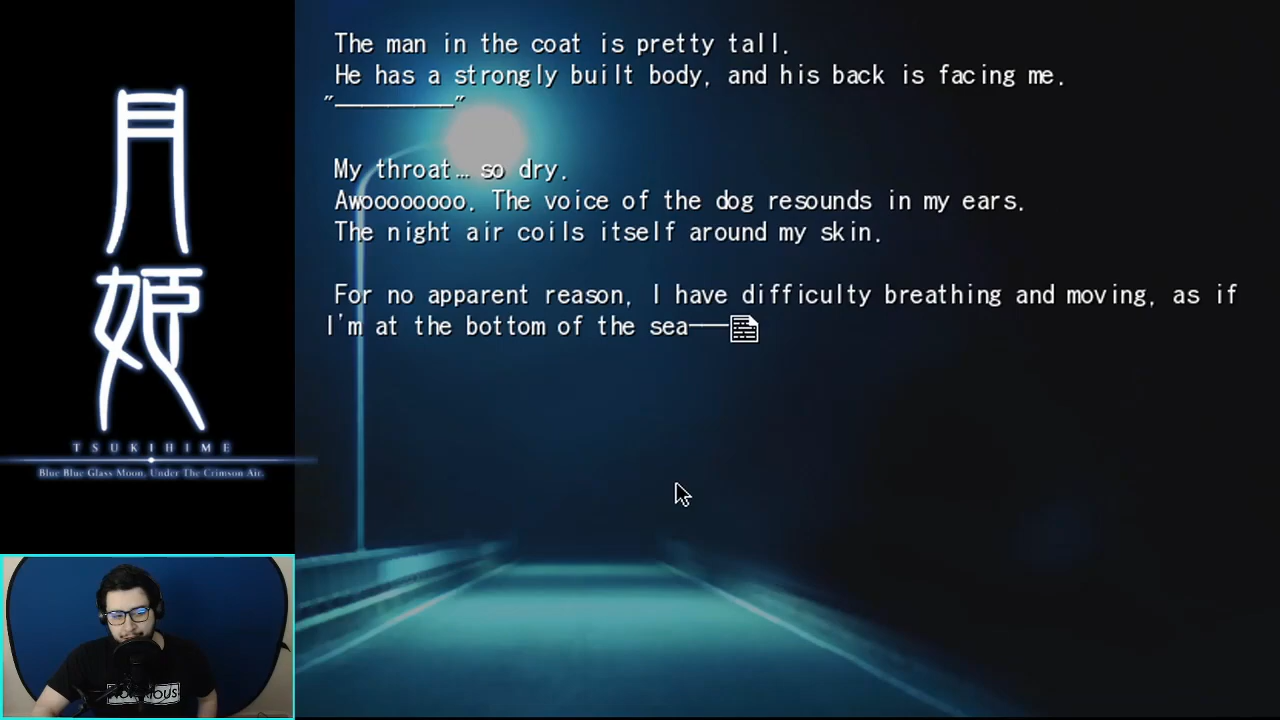 The man in the coat is pretty tall.
He has a strongly built body, and his back is facing me.
"―――――"
My throat… so dry.
Awoooooooo. The voice of the dog resounds in my ears.
The night air coils itself around my skin.
For no apparent reason, I have difficulty breathing and moving, as if
I'm at the bottom of the sea――
月
姫
TSUKIHIME
Blue Blue Glass Moon, Under The Crimson Air.